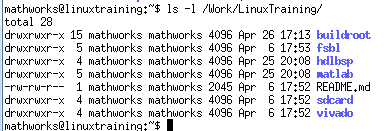 mathworks@linuxtraining:~$ ls -l /Work/LinuxTraining/
total 28
drwxrwxr-x 15 mathworks mathworks 4096 Apr 26 17:13 buildroot
drwxrwxr-x 5 mathworks mathworks 4096 Apr 6 17:52 fsbl
drwxrwxr-x 4 mathworks mathworks 4096 Apr 25 20:08 hdlbsp
drwxrwxr-x 5 mathworks mathworks 4096 Apr 25 20:08 matlab
-rw-rw-r-- 1 mathworks mathworks 2045 Apr 6 17:52 README.md
drwxrwxr-x 4 mathworks mathworks 4096 Apr 6 17:52 sdcard
drwxrwxr-x 6 mathworks mathworks 4096 Apr 6 17:52 vivado
mathworks@linuxtraining:~$